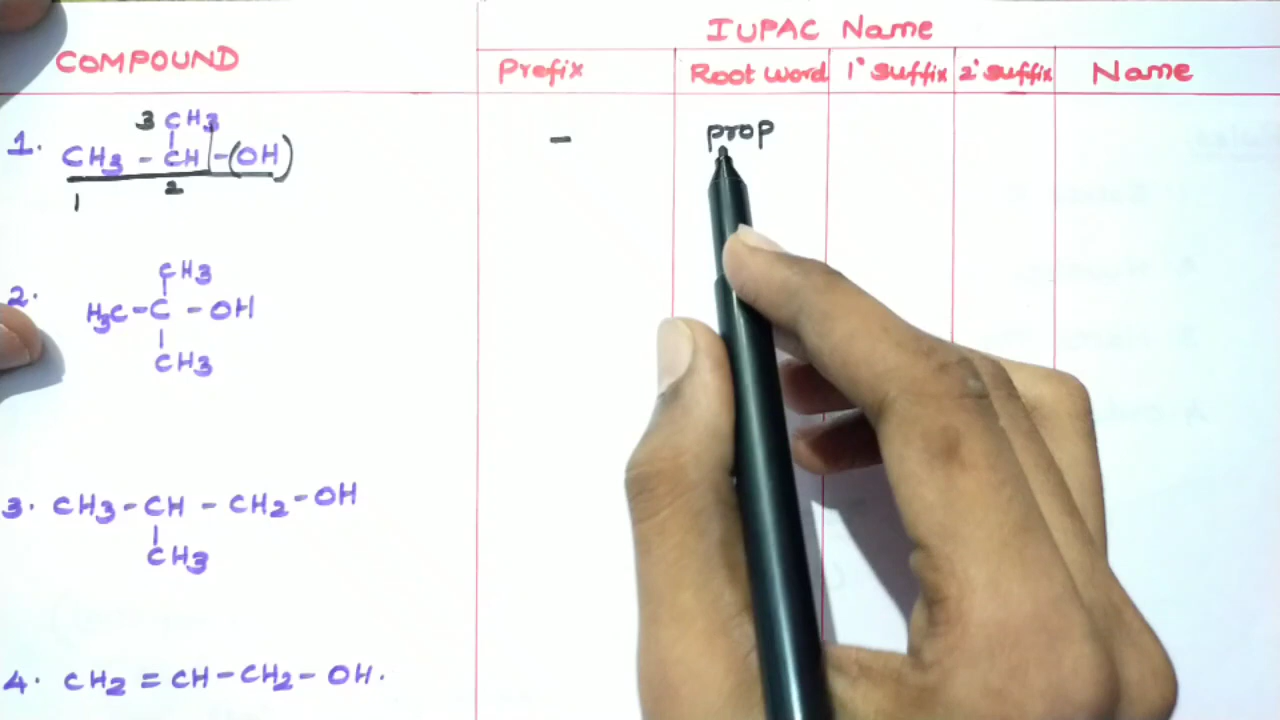 COMPOUND
IUPAC Name
Prefix Root word 1° suffix 2° suffix Name
3 CH3
1. CH3 - CH - (OH) - prop
1 2
CH3
2. H3C - C - OH
CH3
3. CH3 - CH - CH2 - OH
CH3
4. CH2 = CH - CH2 - OH.